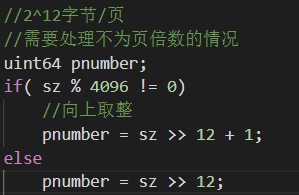 //2^12字节/页
//需要处理不为页倍数的情况
uint64 pnumber;
if( sz % 4096 != 0)
//向上取整
pnumber = sz >> 12 + 1;
else
pnumber = sz >> 12;